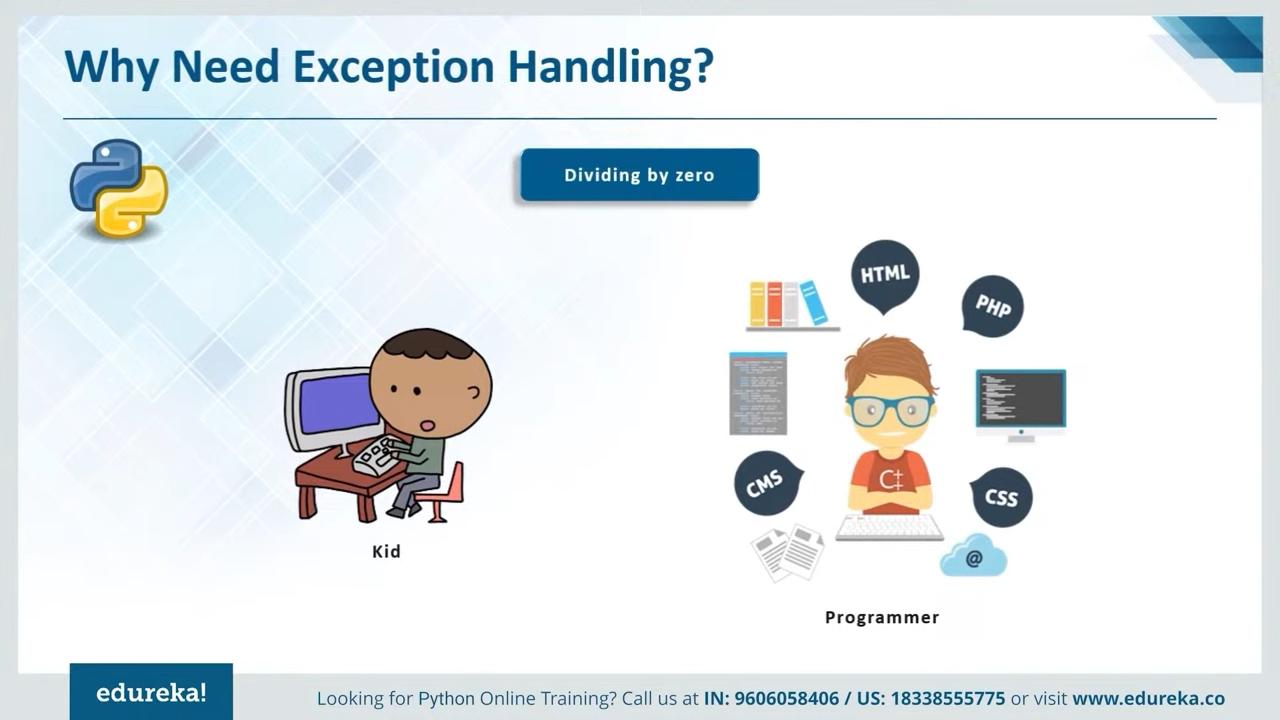 Why Need Exception Handling?
Dividing by zero
HTML
PHP
CMS
C‡
CSS
@
Kid
Programmer
edureka!
Looking for Python Online Training? Call us at IN: 9606058406 / US: 18338555775 or visit www.edureka.co